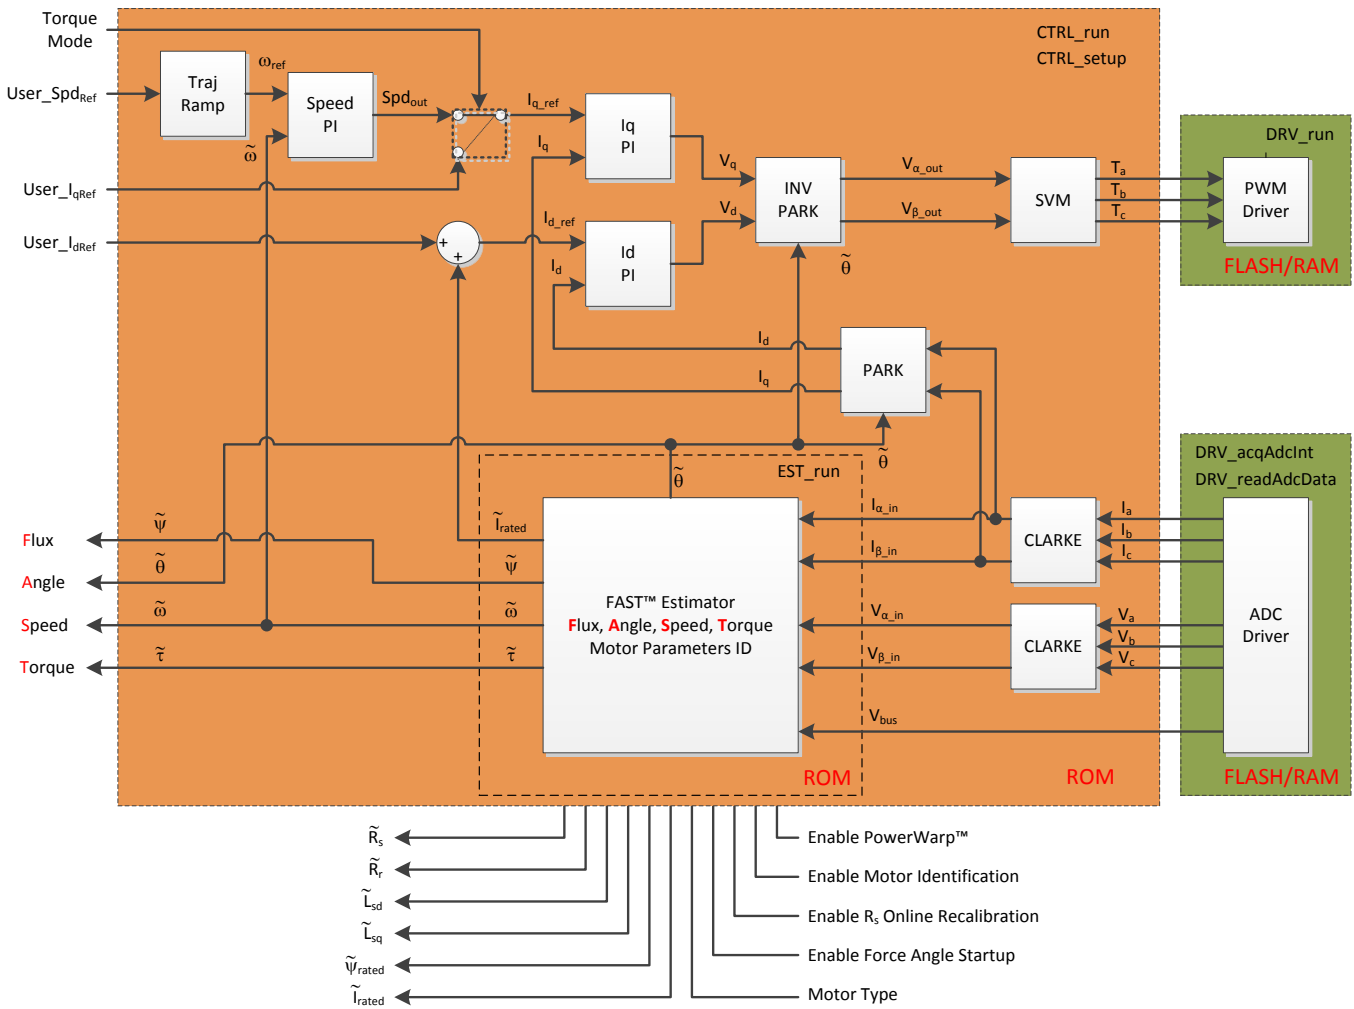 Torque
Mode
CTRL_run
CTRL_setup
User_SpdRef
Traj
Ramp
ωref
Speed
PI
ω̃
Spdout
Iq_ref
Iq
Iq
PI
User_IqRef
User_IdRef
+
+
Id_ref
Id
Id
PI
Vq
Vd
INV
PARK
θ̃
Vα_out
Vβ_out
SVM
Ta
Tb
Tc
DRV_run
PWM
Driver
FLASH/RAM
Id
Iq
PARK
θ̃
θ̃
EST_run
Ĩrated
ψ̃
ω̃
τ̃
FAST™ Estimator
Flux, Angle, Speed, Torque
Motor Parameters ID
ROM
ROM
Iα_in
Iβ_in
Vα_in
Vβ_in
Vbus
CLARKE
CLARKE
Ia
Ib
Ic
Va
Vb
Vc
DRV_acqAdcInt
DRV_readAdcData
ADC
Driver
FLASH/RAM
Flux
ψ̃
Angle
θ̃
Speed
ω̃
Torque
τ̃
R̃s
R̃r
L̃sd
L̃sq
ψ̃rated
Ĩrated
Enable PowerWarp™
Enable Motor Identification
Enable Rs Online Recalibration
Enable Force Angle Startup
Motor Type